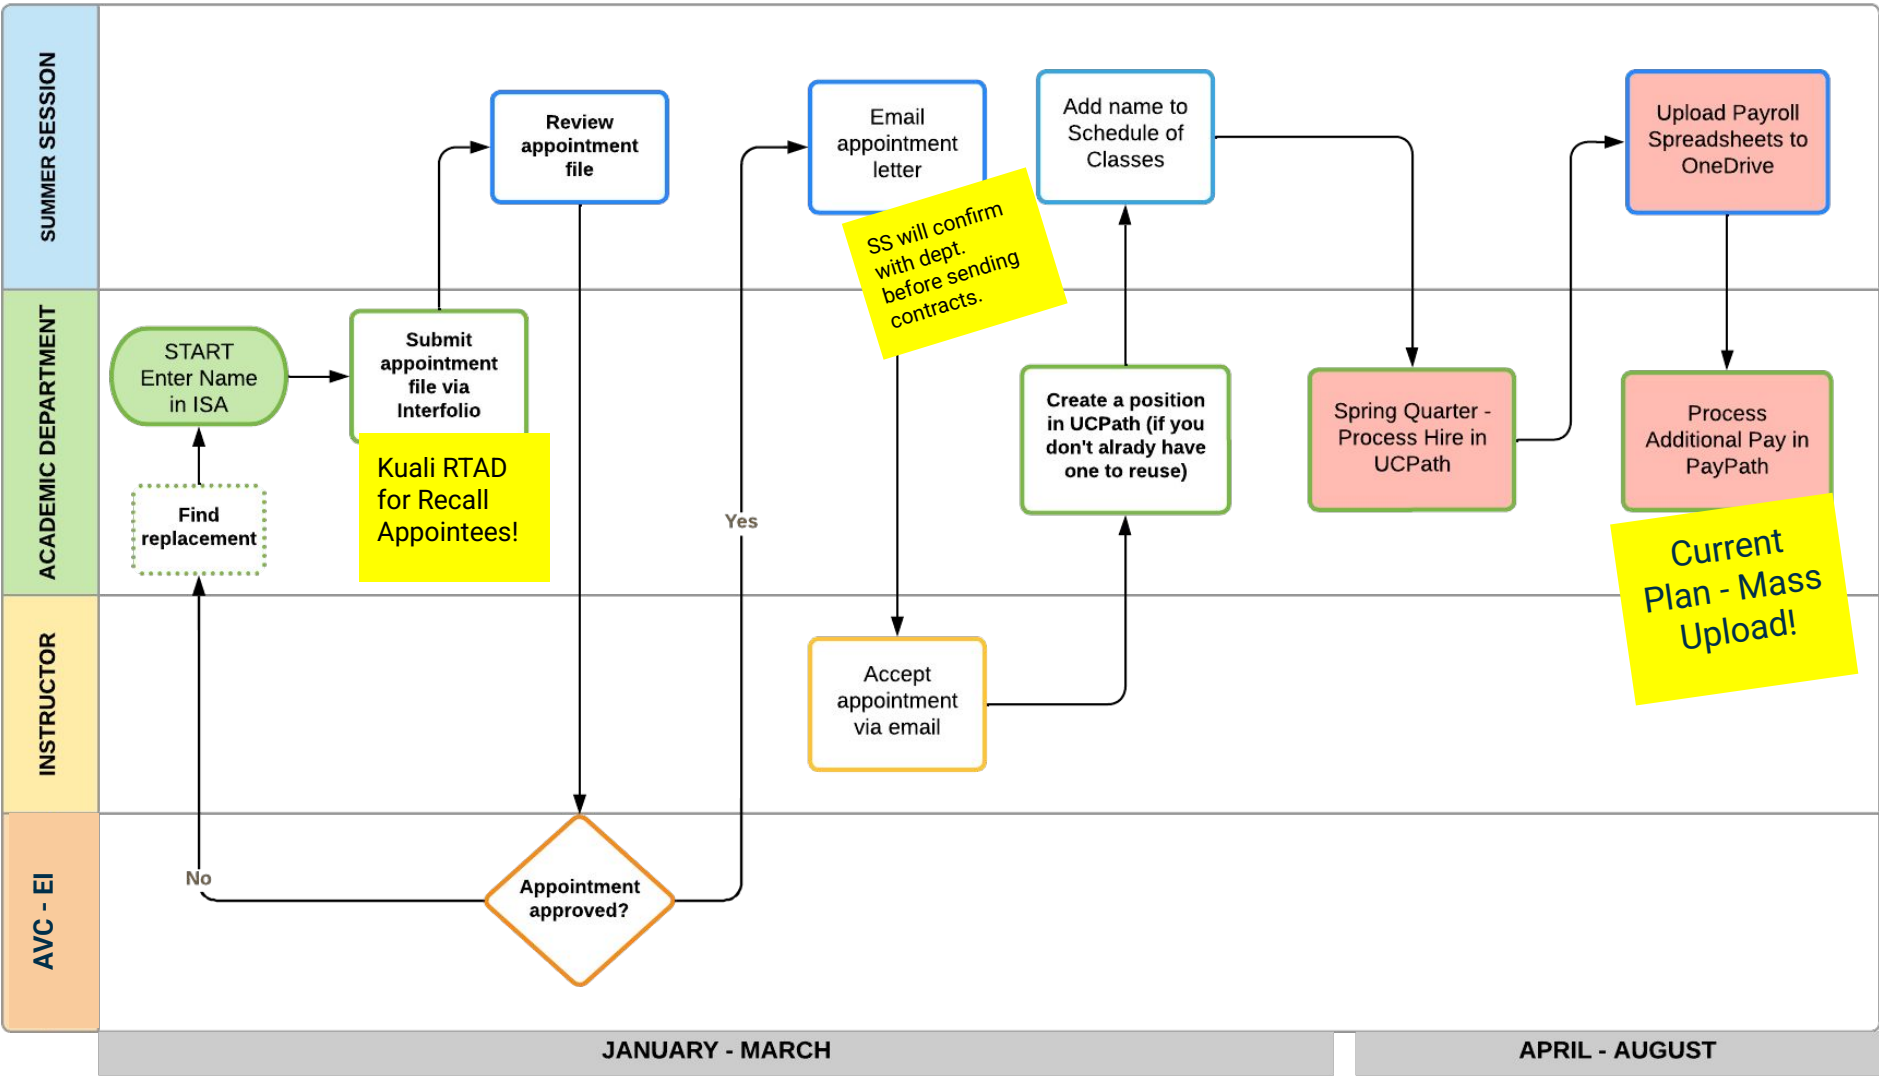 SUMMER SESSION
Review
appointment
file
Email
appointment
letter
Add name to
Schedule of
Classes
Upload Payroll
Spreadsheets to
OneDrive
SS will confirm
with dept.
before sending
contracts.
ACADEMIC DEPARTMENT
START
Enter Name
in ISA
Submit
appointment
file via
Interfolio
Kuali RTAD
for Recall
Appointees!
Find
replacement
Yes
Create a position
in UCPath (if you
don't alrady have
one to reuse)
Spring Quarter -
Process Hire in
UCPath
Process
Additional Pay in
PayPath
Current
Plan - Mass
Upload!
INSTRUCTOR
Accept
appointment
via email
AVC - EI
No
Appointment
approved?
JANUARY - MARCH
APRIL - AUGUST